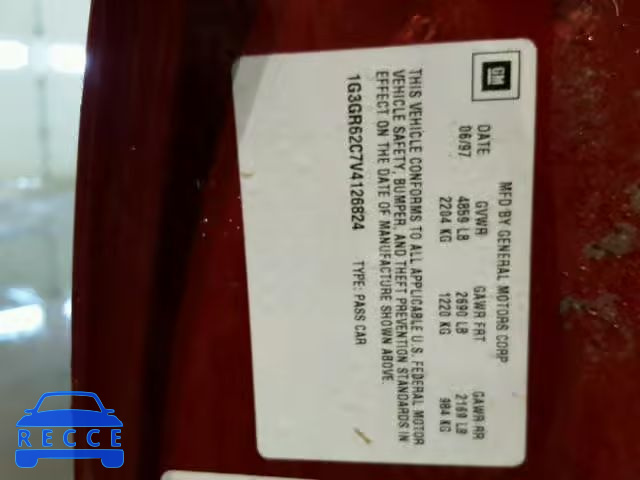 GM
MFD BY GENERAL MOTORS CORP
DATE GVWR GAWR FRT GAWR RR
06/97 4859 LB 2690 LB 2169 LB
2204 KG 1220 KG 984 KG
THIS VEHICLE CONFORMS TO ALL APPLICABLE U.S. FEDERAL MOTOR
VEHICLE SAFETY, BUMPER, AND THEFT PREVENTION STANDARDS IN
EFFECT ON THE DATE OF MANUFACTURE SHOWN ABOVE.
1G3GR62C7V4126824 TYPE: PASS CAR
RECCE